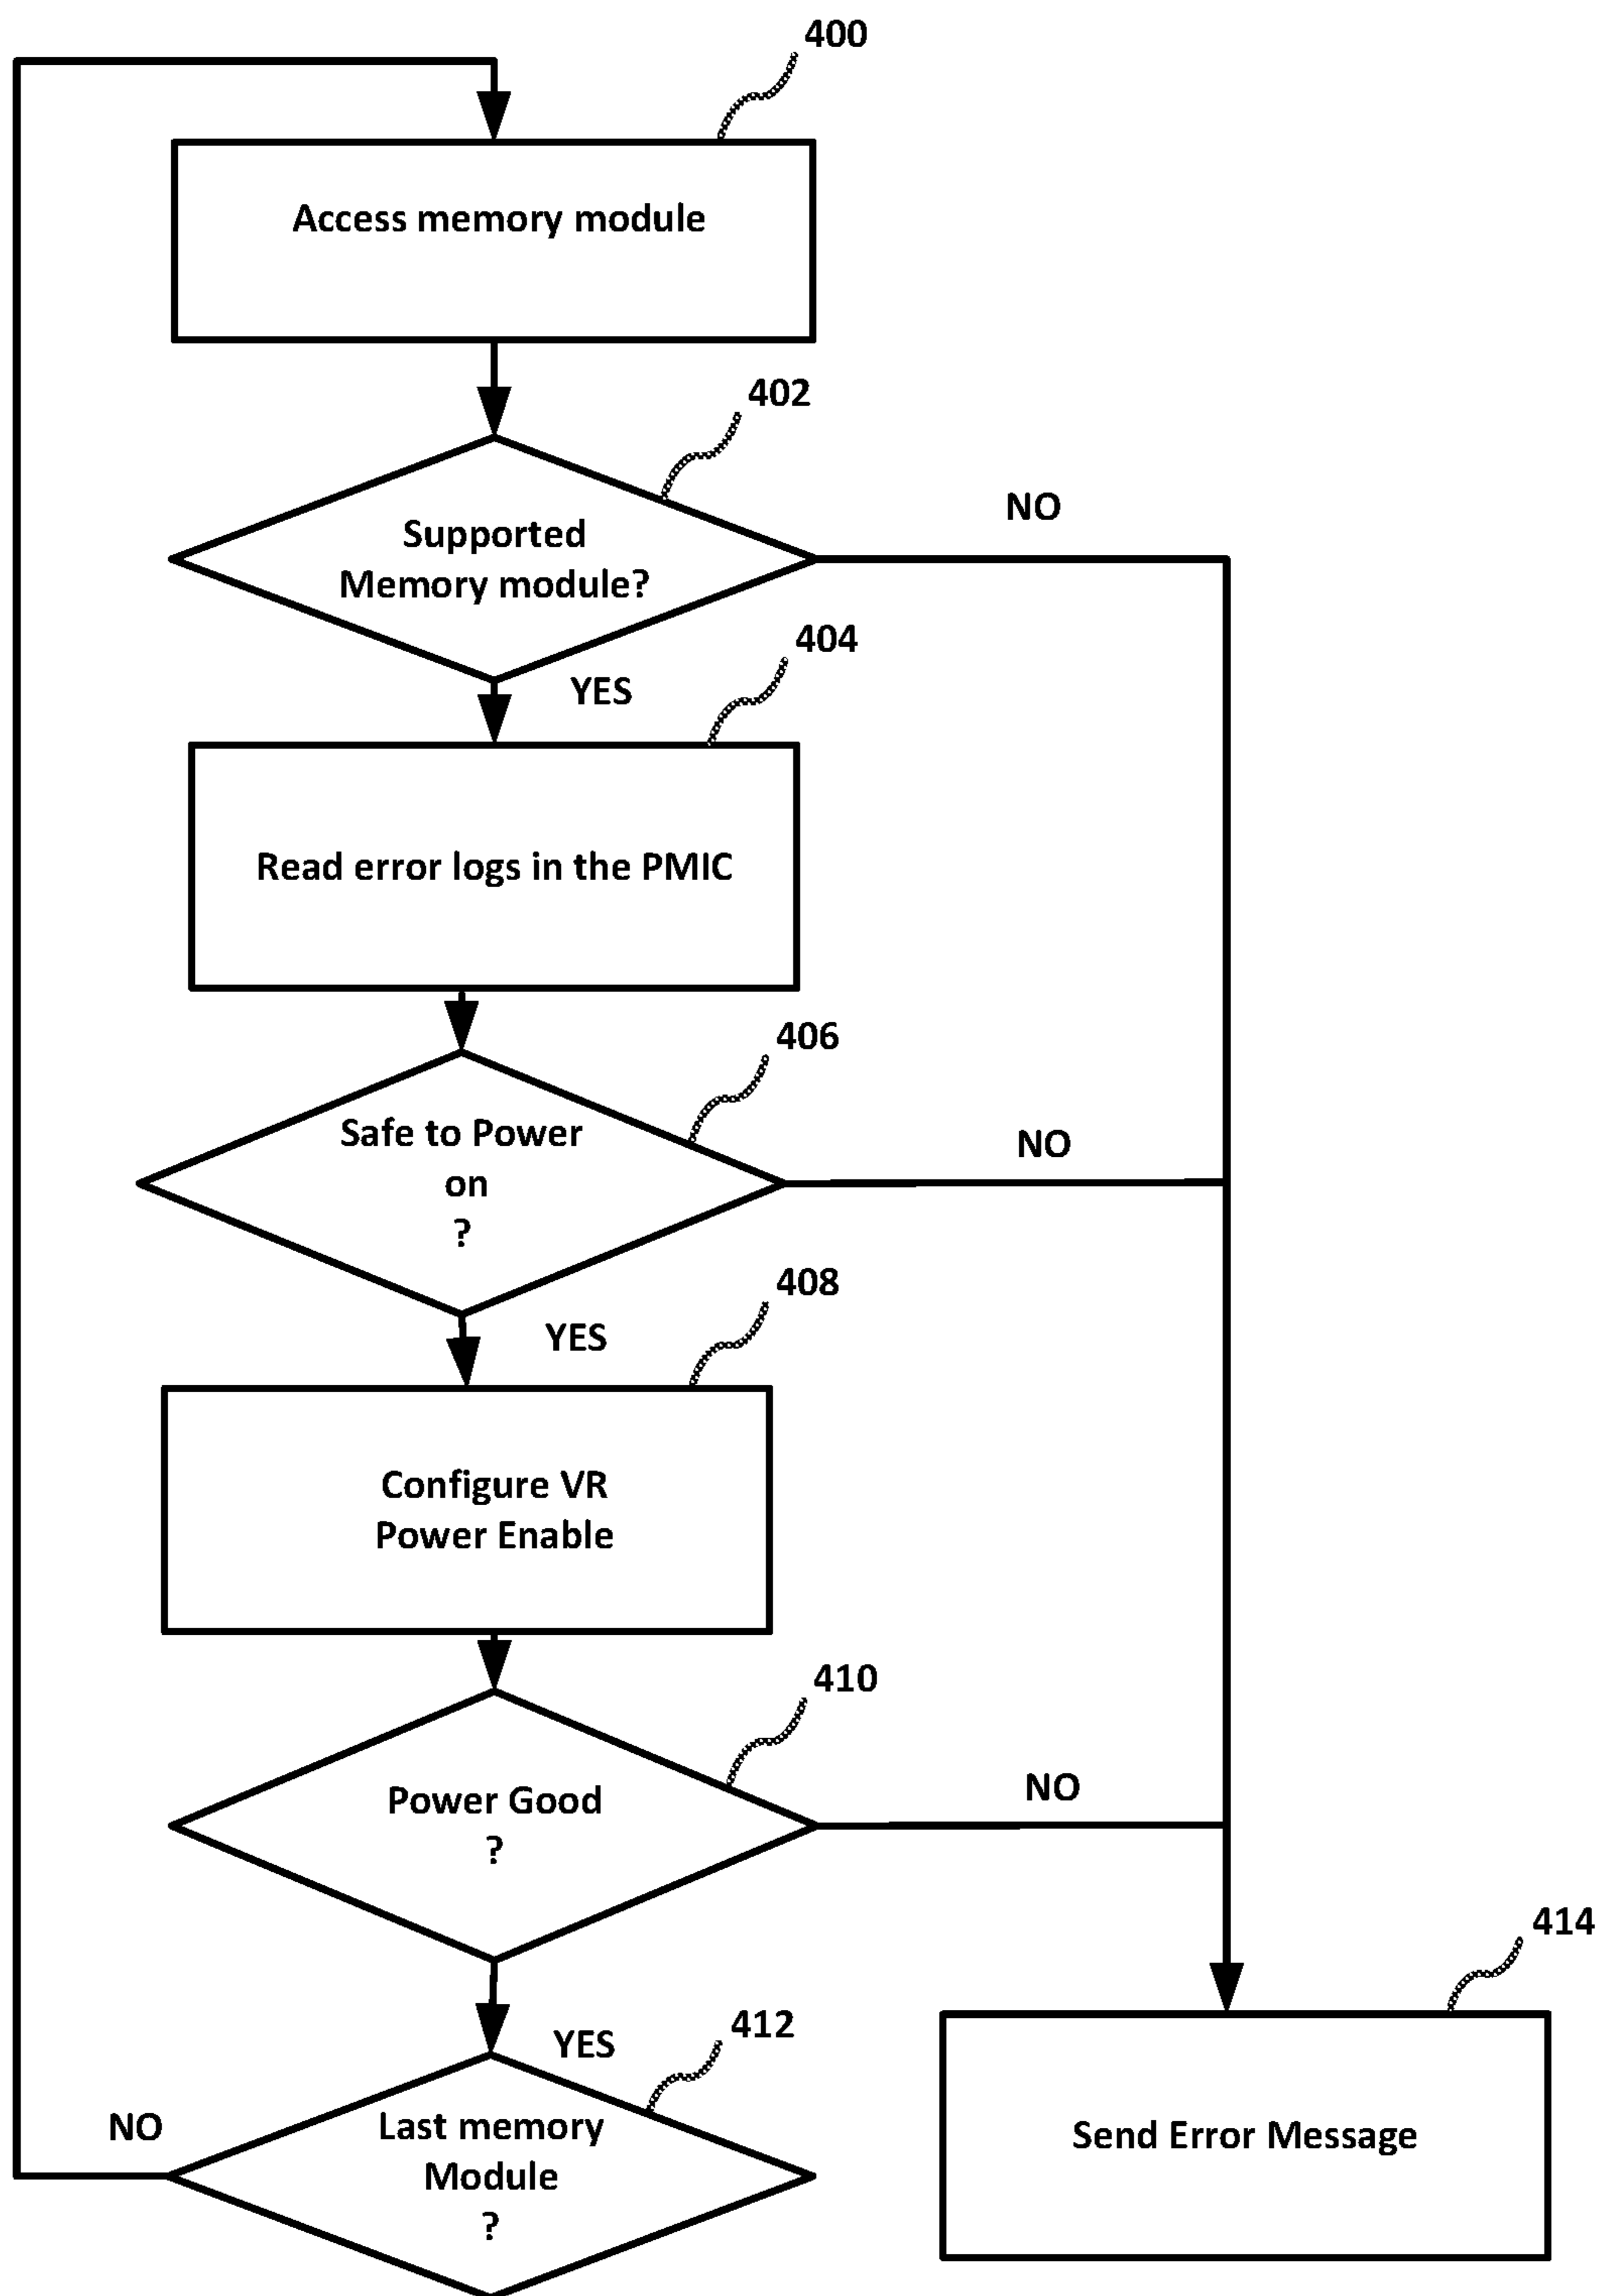 400
Access memory module
402
Supported
Memory module?
NO
YES
404
Read error logs in the PMIC
406
Safe to Power
on
?
NO
YES
408
Configure VR
Power Enable
410
Power Good
?
NO
YES
412
Last memory
Module
?
NO
414
Send Error Message